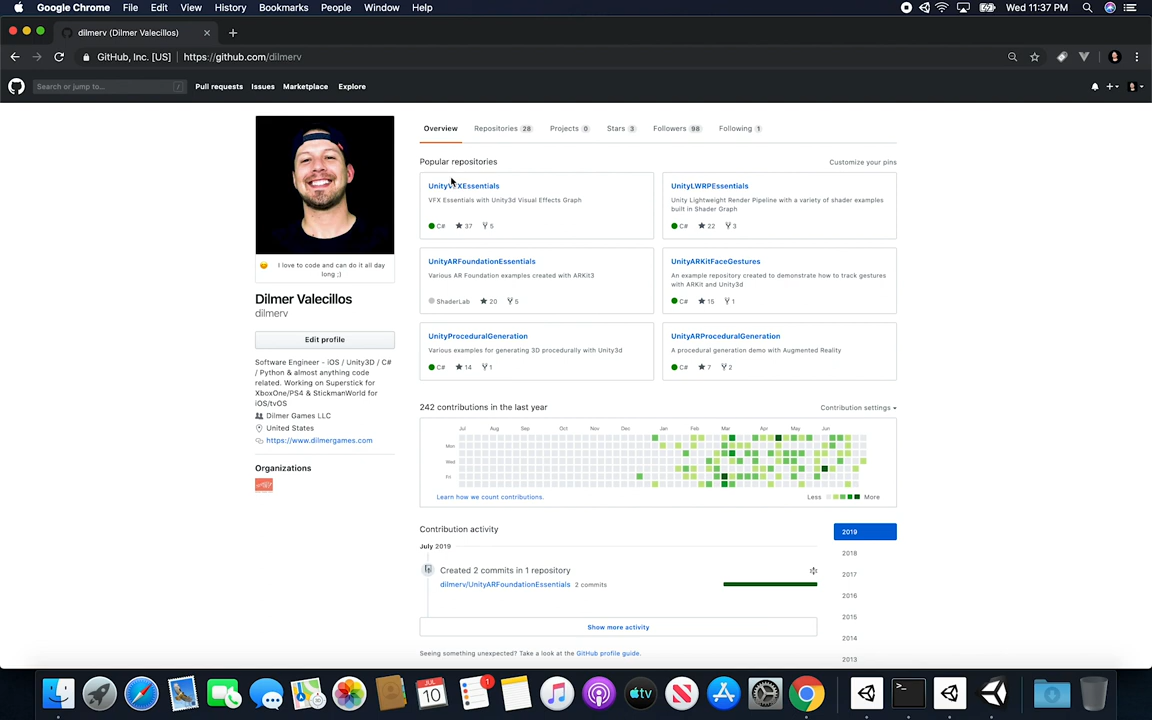 Google Chrome File Edit View History Bookmarks People Window Help
Wed 11:37 PM
dilmerv (Dilmer Valecillos)
GitHub, Inc. [US] https://github.com/dilmerv
Search or jump to... / Pull requests Issues Marketplace Explore
Overview Repositories 28 Projects 0 Stars 3 Followers 98 Following 1
Popular repositories
Customize your pins
UnityVFXEssentials
VFX Essentials with Unity3d Visual Effects Graph
C# 37 5
UnityLWRPEssentials
Unity Lightweight Render Pipeline with a variety of shader examples
built in Shader Graph
C# 22 3
UnityARFoundationEssentials
Various AR Foundation examples created with ARKit3
ShaderLab 20 5
UnityARKitFaceGestures
An example repository created to demonstrate how to track gestures
with ARKit and Unity3d
C# 15 1
UnityProceduralGeneration
Various examples for generating 3D procedurally with Unity3d
C# 14 1
UnityARProceduralGeneration
A procedural generation demo with Augmented Reality
C# 7 2
I love to code and can do it all day
long ;)
Dilmer Valecillos
dilmerv
Edit profile
Software Engineer - iOS / Unity3D / C#
/ Python & almost anything code
related. Working on Superstick for
XboxOne/PS4 & StickmanWorld for
iOS/tvOS
Dilmer Games LLC
United States
https://www.dilmergames.com
Organizations
242 contributions in the last year
Contribution settings
Jul Aug Sep Oct Nov Dec Jan Feb Mar Apr May Jun
Mon
Wed
Fri
Learn how we count contributions.
Less More
Contribution activity
2019
July 2019
2018
Created 2 commits in 1 repository
2017
dilmerv/UnityARFoundationEssentials 2 commits
2016
2015
Show more activity
2014
Seeing something unexpected? Take a look at the GitHub profile guide.
2013
JUL
10
1
tv